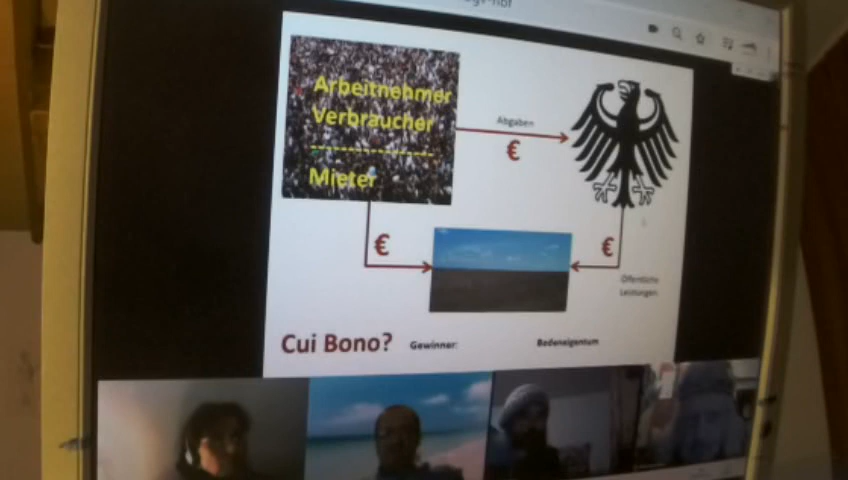 Arbeitnehmer
Verbraucher
Mieter
Abgaben
€
€
€
Öffentliche
Leistungen
Cui Bono?
Gewinner:
Bodeneigentum